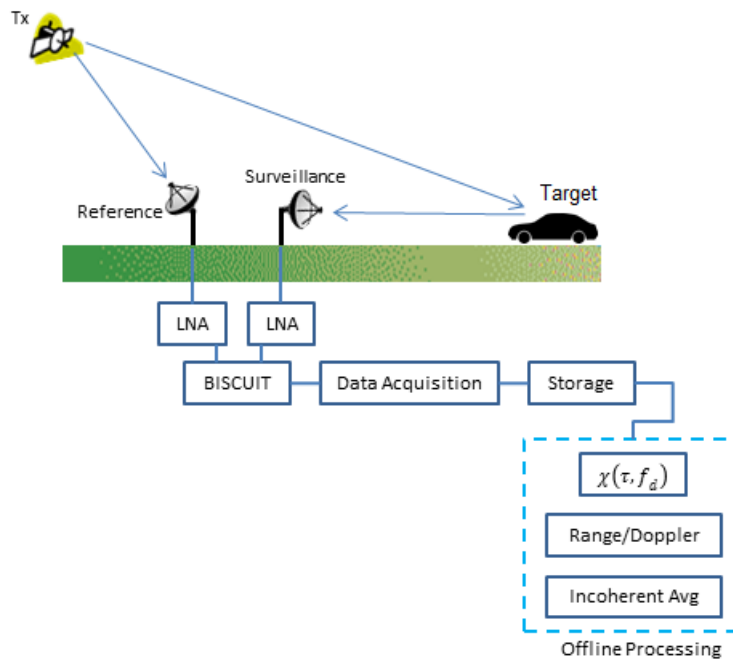 Tx
Surveillance
Target
Reference
LNA
LNA
BISCUIT
Data Acquisition
Storage
χ(τ, f_d)
Range/Doppler
Incoherent Avg
Offline Processing